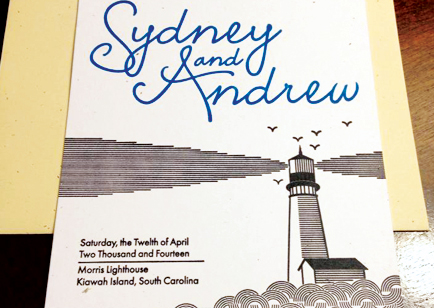 Sydney
and
Andrew
Saturday, the Twelth of April
Two Thousand and Fourteen
Morris Lighthouse
Kiawah Island, South Carolina